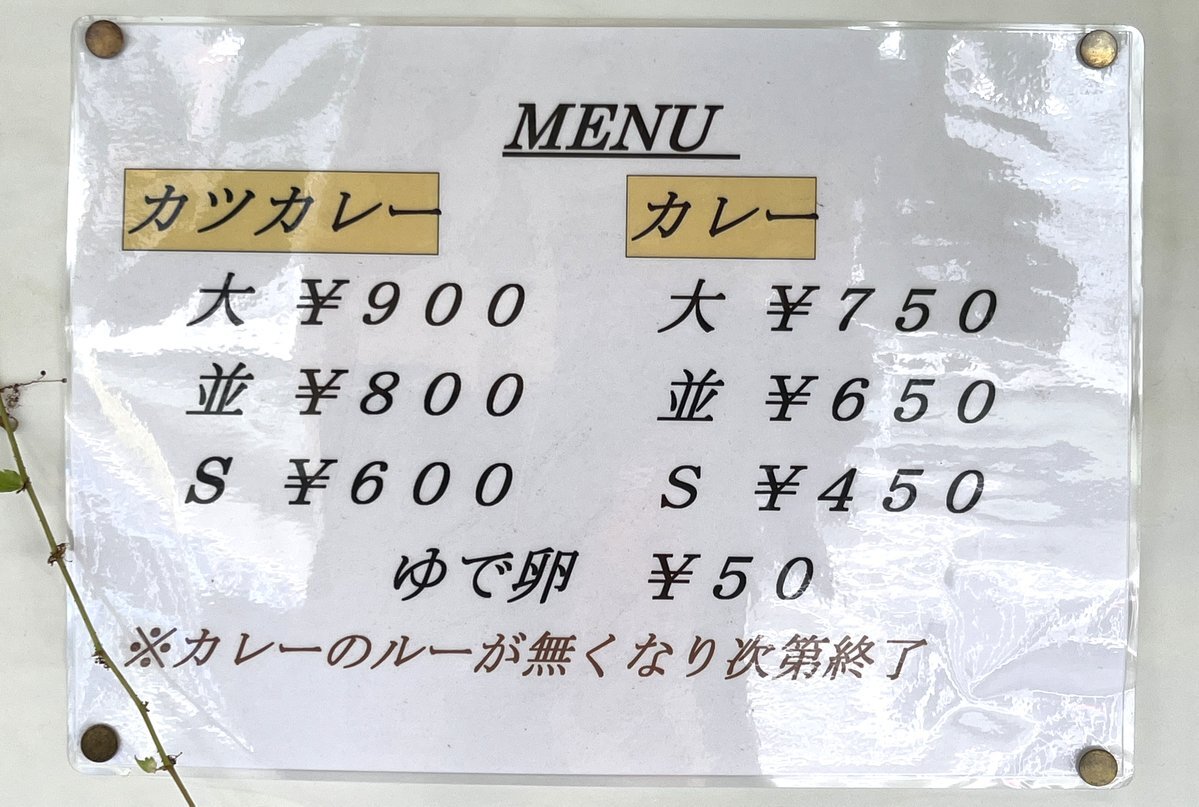 MENU
カツカレー　カレー
大　￥９００　大　￥７５０
並　￥８００　並　￥６５０
S　￥６００　S　￥４５０
ゆで卵　￥５０
※カレーのルーが無くなり次第終了